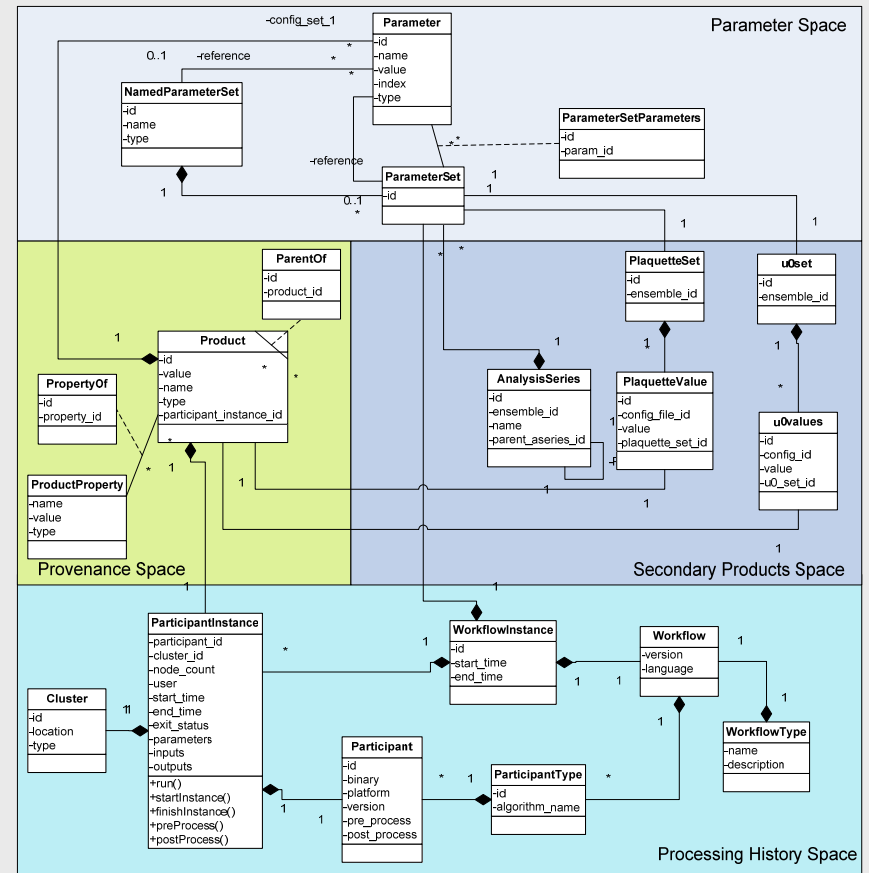 Parameter Space
-config_set_1
Parameter
-id
-name
-value
-index
-type
*
0..1
-reference
*
*
NamedParameterSet
-id
-name
-type
ParameterSetParameters
-id
-param_id
*
*
-reference
ParameterSet
-id
1
1
1
0..1
*
1
1
ParentOf
-id
-product_id
*
*
PlaquetteSet
-id
-ensemble_id
u0set
-id
-ensemble_id
1
Product
-id
-value
-name
-type
-participant_instance_id
*
*
1
1
*
1
PropertyOf
-id
-property_id
AnalysisSeries
-id
-ensemble_id
-name
-parent_aseries_id
PlaquetteValue
-id
-config_file_id
-value
-plaquette_set_id
*
u0values
-id
-config_id
-value
-u0_set_id
1
*
*
1
1
1
1
1
ProductProperty
-name
-value
-type
Provenance Space
Secondary Products Space
1
1
ParticipantInstance
-participant_id
-cluster_id
-node_count
-user
-start_time
-end_time
-exit_status
-parameters
-inputs
-outputs
+run()
+startInstance()
+finishInstance()
+preProcess()
+postProcess()
*
1
WorkflowInstance
-id
-start_time
-end_time
1
1
Workflow
-version
-language
1
1
1
WorkflowType
-name
-description
Cluster
-id
-location
-type
1
1
Participant
-id
-binary
-platform
-version
-pre_process
-post_process
1
1
*
1
ParticipantType
-id
-algorithm_name
*
Processing History Space